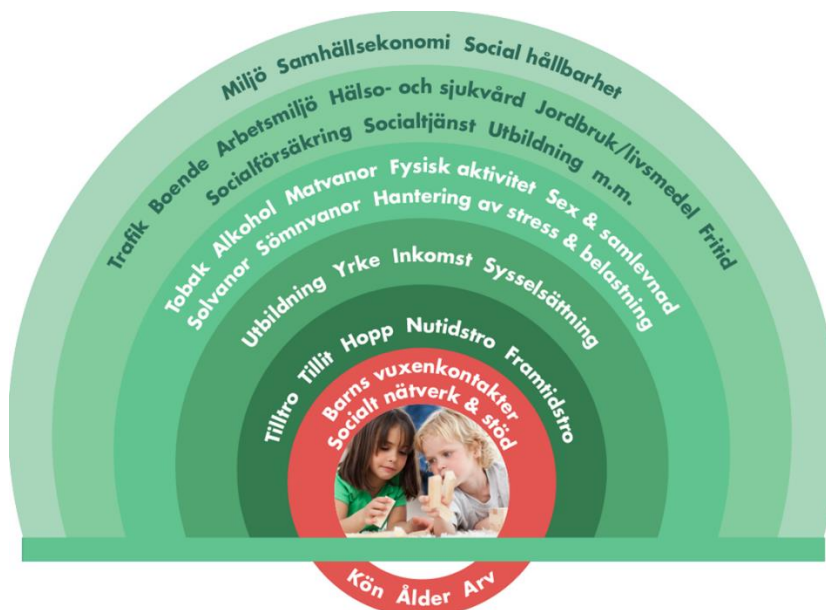 Miljö Samhällsekonomi Social hållbarhet
Trafik Boende Arbetsmiljö Hälso- och sjukvård Jordbruk/livsmedel Fritid
Socialförsäkring Socialtjänst Utbildning m.m.
Tobak Alkohol Matvanor Fysisk aktivitet Sex & samlevnad
Solvanor Sömnvanor Hantering av stress & belastning
Utbildning Yrke Inkomst Sysselsättning
Tilltro Tillit Hopp Nutidstro Framtidstro
Barns vuxenkontakter
Socialt nätverk & stöd
Kön Ålder Arv